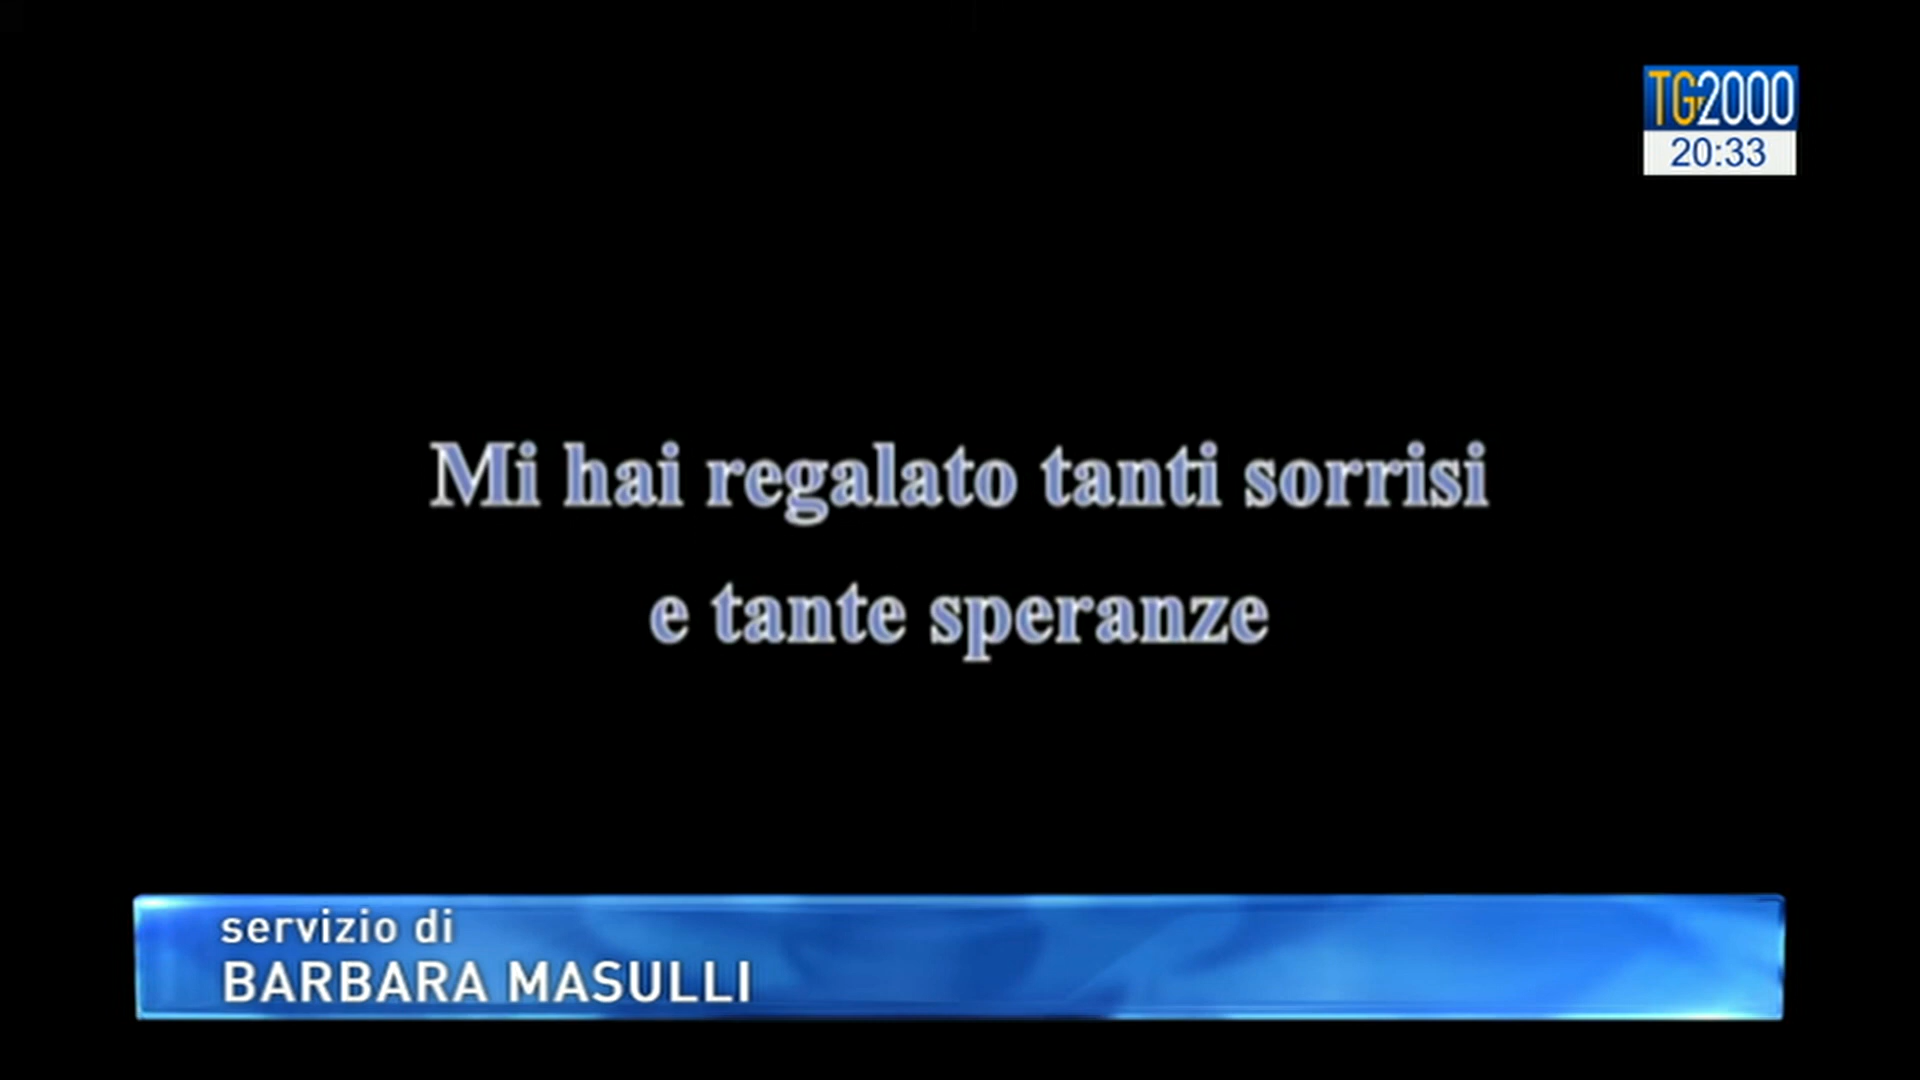 TG2000
20:33
Mi hai regalato tanti sorrisi
e tante speranze
servizio di
BARBARA MASULLI